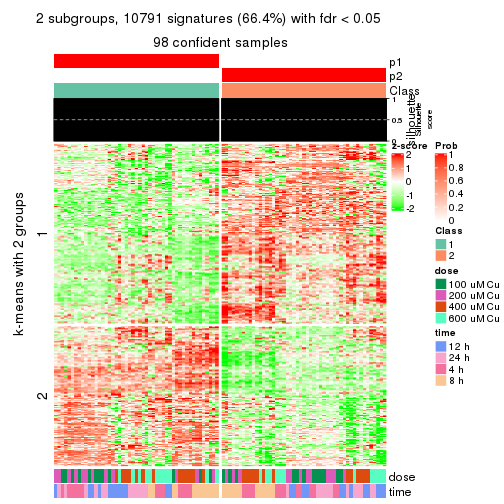 2 subgroups, 10791 signatures (66.4%) with fdr < 0.05
98 confident samples
p1
p2
Class
1
0.5
0
Silhouette
score
silhouette
k-means with 2 groups
1
2
z-score
2
1
0
-1
-2
Prob
1
0.8
0.6
0.4
0.2
0
Class
1
2
dose
100 uM Cu
200 uM Cu
400 uM Cu
600 uM Cu
time
12 h
24 h
4 h
8 h
dose
time